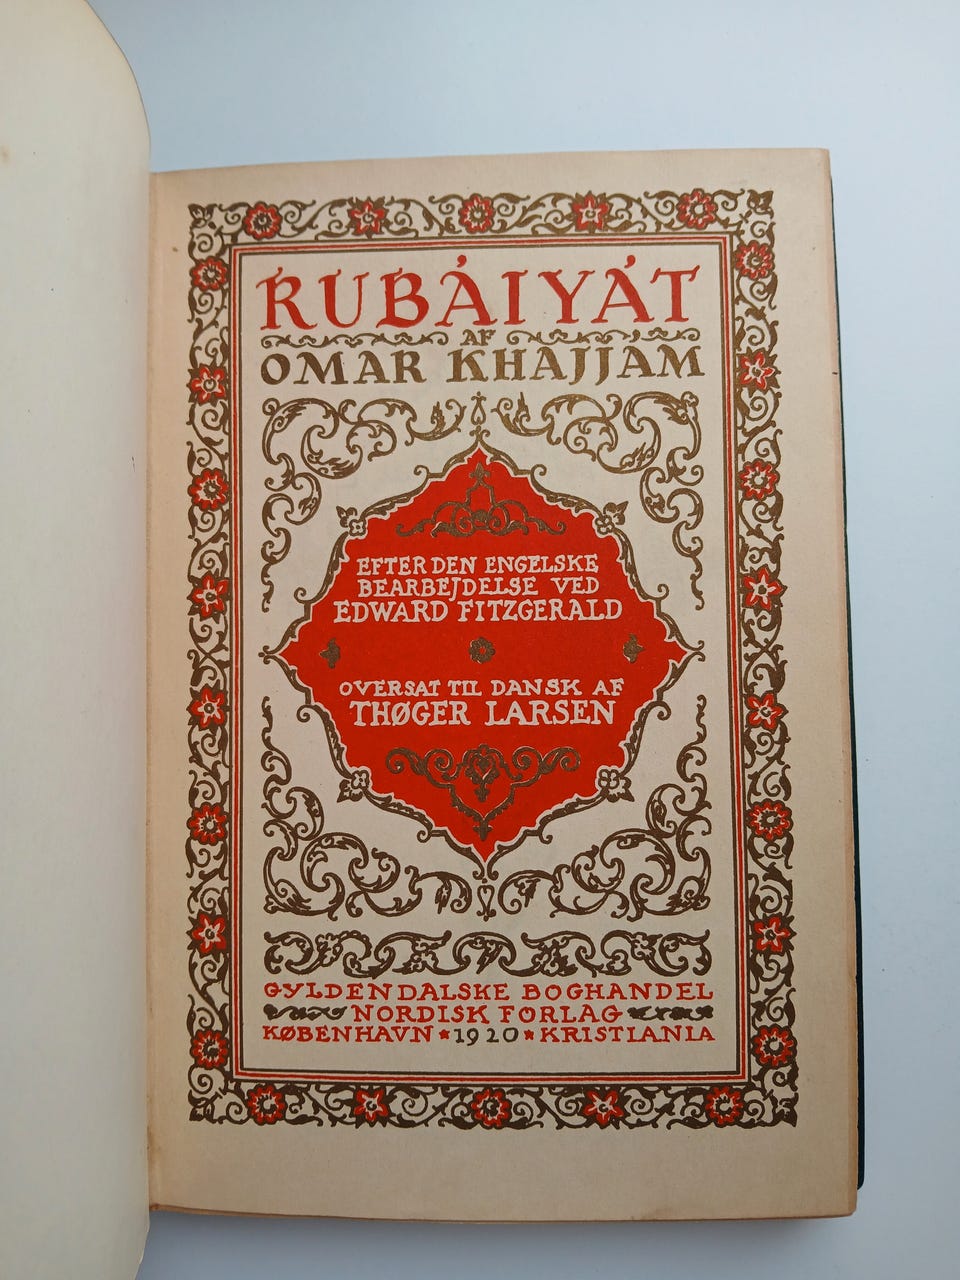 RUBÁIYÁT
AF
OMAR KHAJJÁM
EFTER DEN ENGELSKE
BEARBEJDELSE VED
EDWARD FITZGERALD
OVERSAT TIL DANSK AF
THØGER LARSEN
GYLDENDALSKE BOGHANDEL
NORDISK FORLAG
KØBENHAVN * 1920 * KRISTIANIA